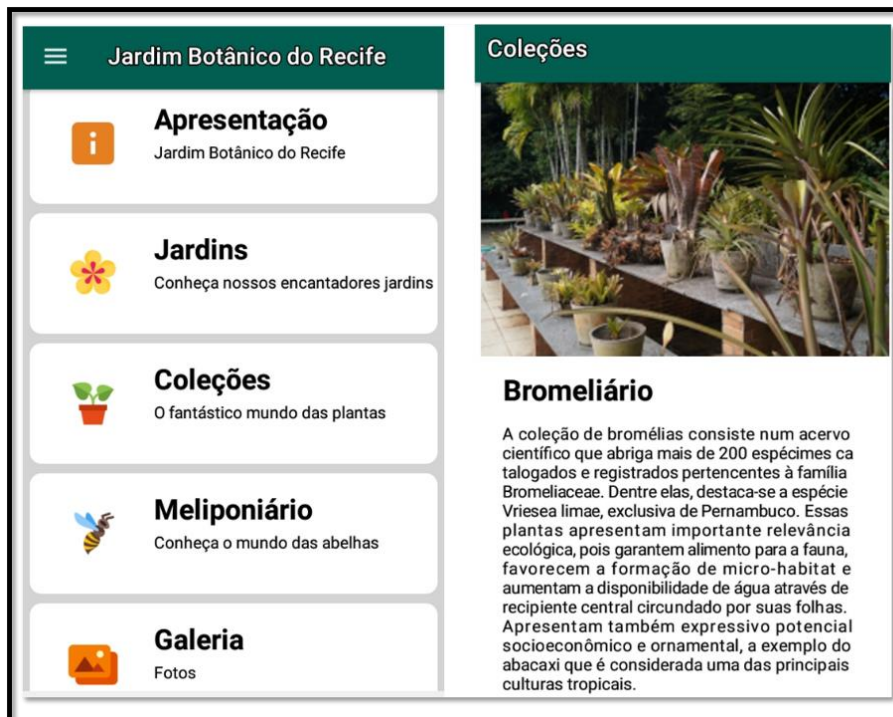 Jardim Botânico do Recife
Apresentação
Jardim Botânico do Recife
Jardins
Conheça nossos encantadores jardins
Coleções
O fantástico mundo das plantas
Meliponiário
Conheça o mundo das abelhas
Galeria
Fotos
Coleções
Bromeliário
A coleção de bromélias consiste num acervo
científico que abriga mais de 200 espécimes ca
talogados e registrados pertencentes à família
Bromeliaceae. Dentre elas, destaca-se a espécie
Vriesea limae, exclusiva de Pernambuco. Essas
plantas apresentam importante relevância
ecológica, pois garantem alimento para a fauna,
favorecem a formação de micro-habitat e
aumentam a disponibilidade de água através de
recipiente central circundado por suas folhas.
Apresentam também expressivo potencial
socioeconômico e ornamental, a exemplo do
abacaxi que é considerada uma das principais
culturas tropicais.